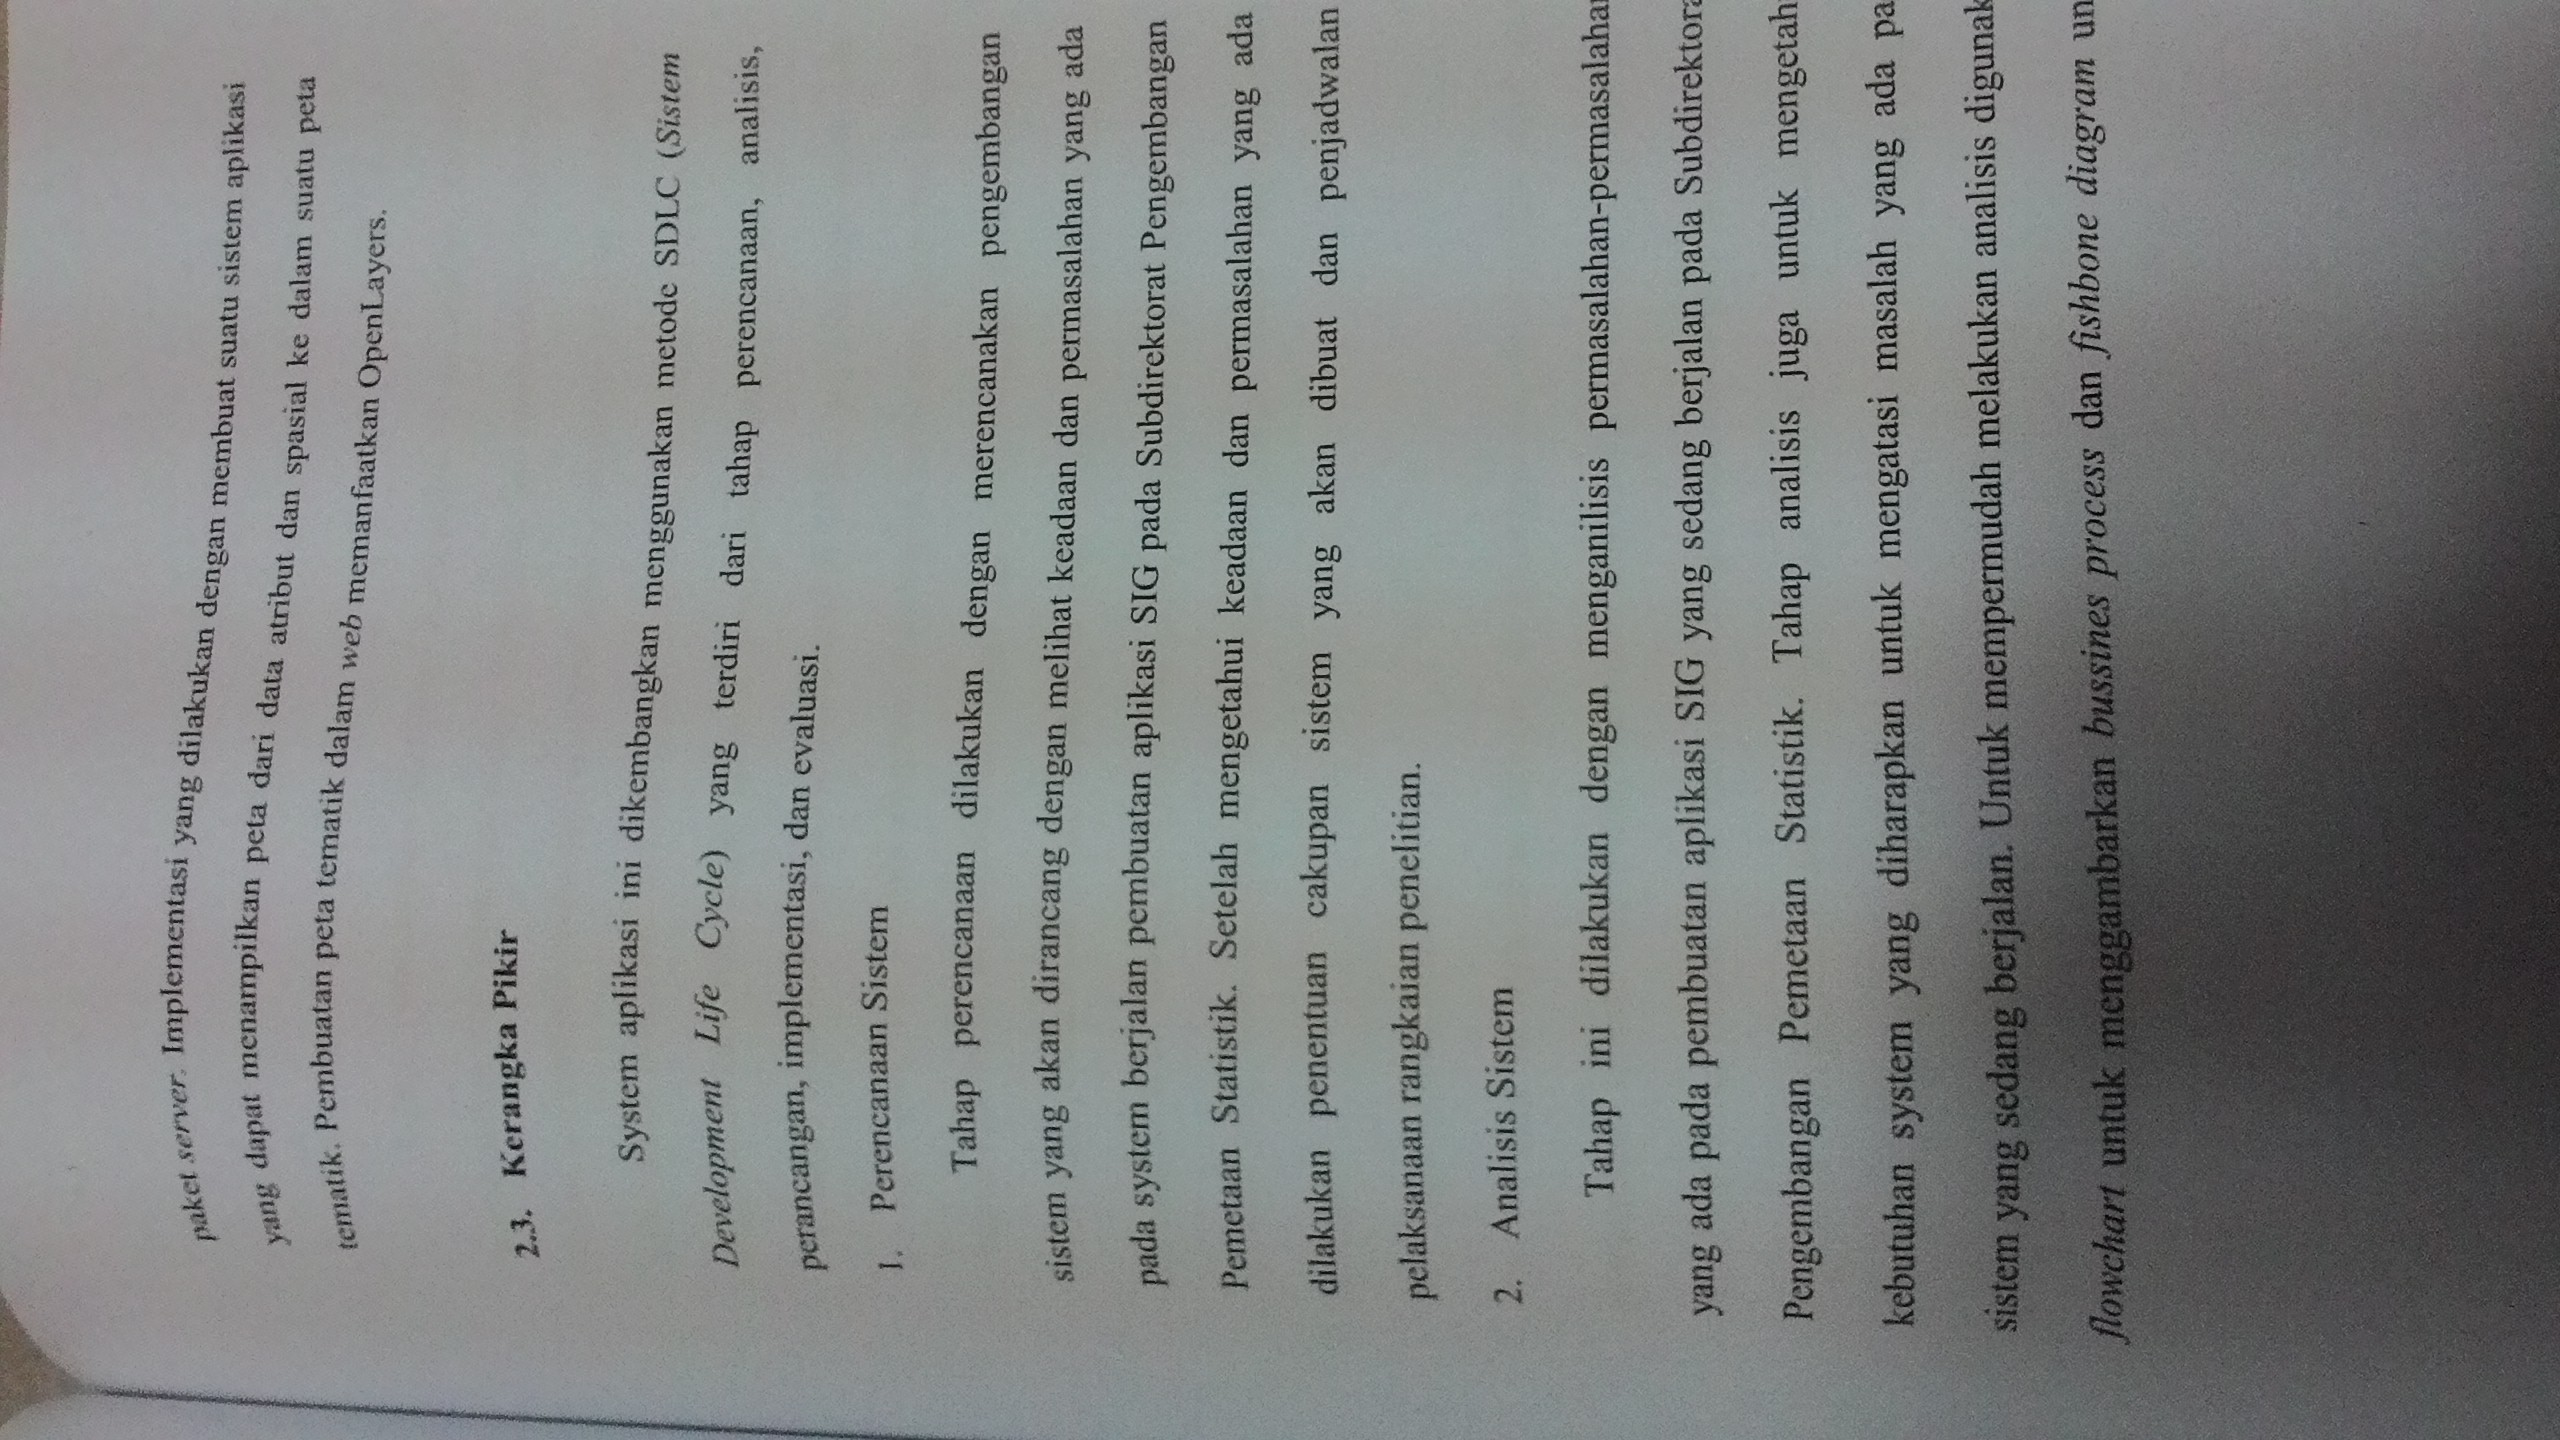 paket server. Implementasi yang dilakukan dengan membuat suatu sistem aplikasi
yang dapat menampilkan peta dari data atribut dan spasial ke dalam suatu peta
tematik. Pembuatan peta tematik dalam web memanfaatkan OpenLayers.
2.3. Kerangka Pikir
System aplikasi ini dikembangkan menggunakan metode SDLC (Sistem
Development Life Cycle) yang terdiri dari tahap perencanaan, analisis,
perancangan, implementasi, dan evaluasi.
1. Perencanaan Sistem
Tahap perencanaan dilakukan dengan merencanakan pengembangan
sistem yang akan dirancang dengan melihat keadaan dan permasalahan yang ada
pada system berjalan pembuatan aplikasi SIG pada Subdirektorat Pengembangan
Pemetaan Statistik. Setelah mengetahui keadaan dan permasalahan yang ada
dilakukan penentuan cakupan sistem yang akan dibuat dan penjadwalan
pelaksanaan rangkaian penelitian.
2. Analisis Sistem
Tahap ini dilakukan dengan menganilisis permasalahan-permasalahan
yang ada pada pembuatan aplikasi SIG yang sedang berjalan pada Subdirektora
Pengembangan Pemetaan Statistik. Tahap analisis juga untuk mengetah
kebutuhan system yang diharapkan untuk mengatasi masalah yang ada pa
sistem yang sedang berjalan. Untuk mempermudah melakukan analisis digunak
flowchart untuk menggambarkan bussines process dan fishbone diagram un